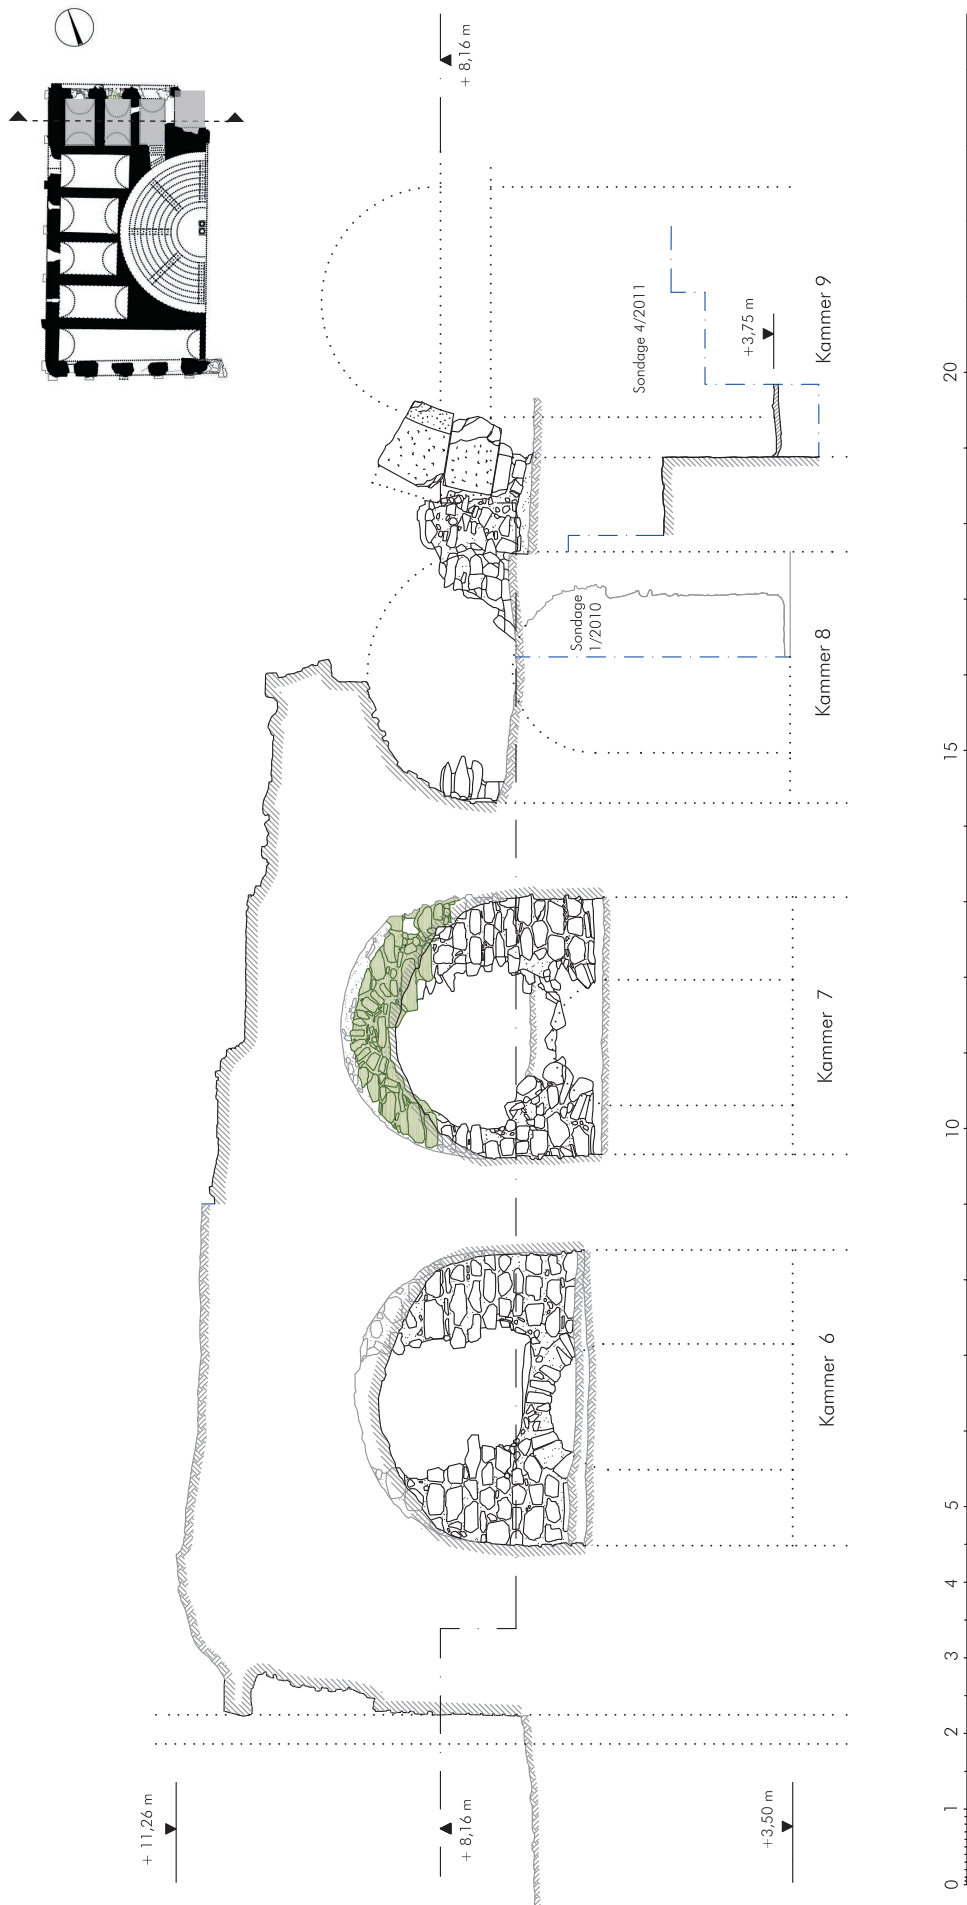 + 11,26 m
+ 8,16 m
+ 8,16 m
+3,50 m
Sondage
1/2010
Sondage 4/2011
+3,75 m
Kammer 6
Kammer 7
Kammer 8
Kammer 9
0 1 2 3 4 5 10 15 20